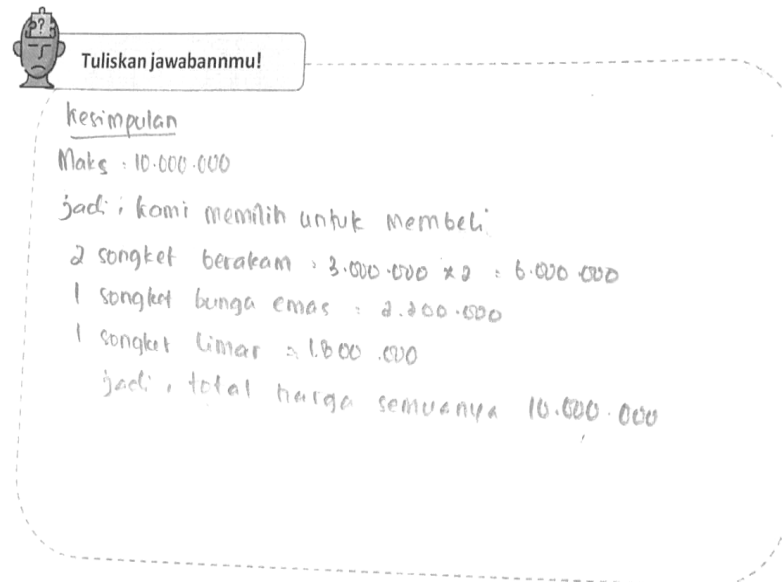 ?
Tuliskan jawabannmu!
kesimpulan
Maks : 10.000.000
jadi, kami memilih untuk membeli
2 songket berakam : 3.000.000 x 2 : 6.000.000
1 songket bunga emas : 2.200.000
1 songket limar = 1.800.000
jadi, total harga semuanya 10.000.000